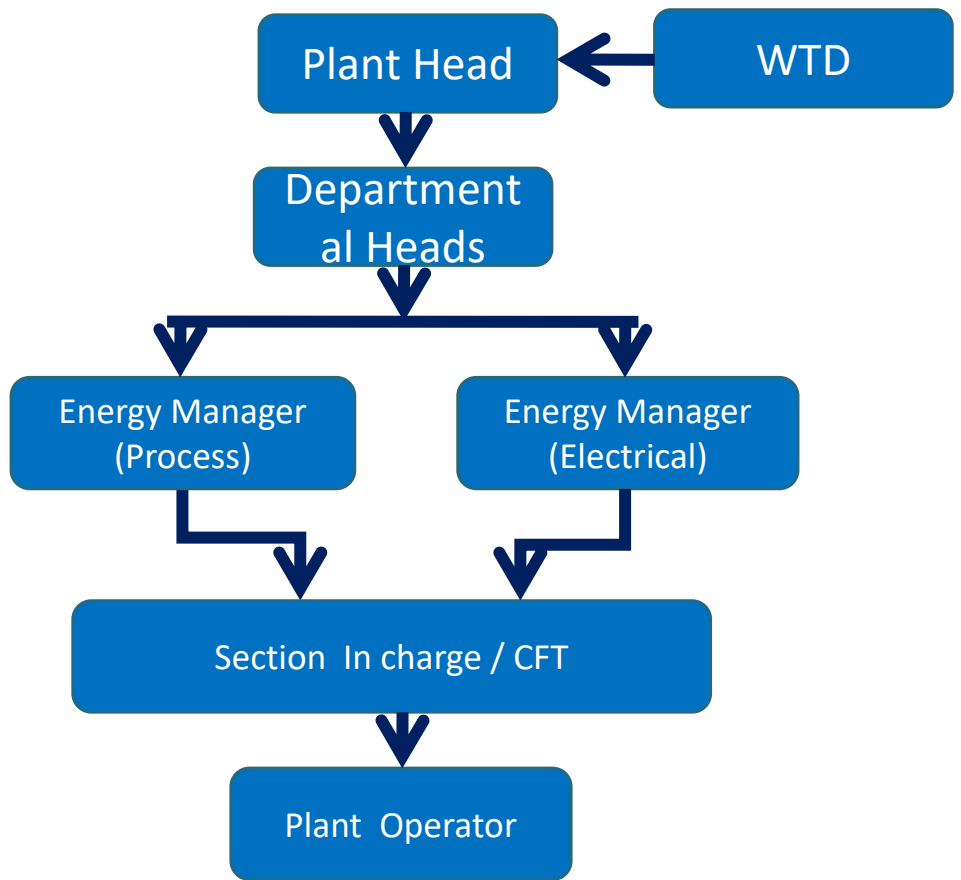 Plant Head
WTD
Department
al Heads
Energy Manager
(Process)
Energy Manager
(Electrical)
Section In charge / CFT
Plant Operator